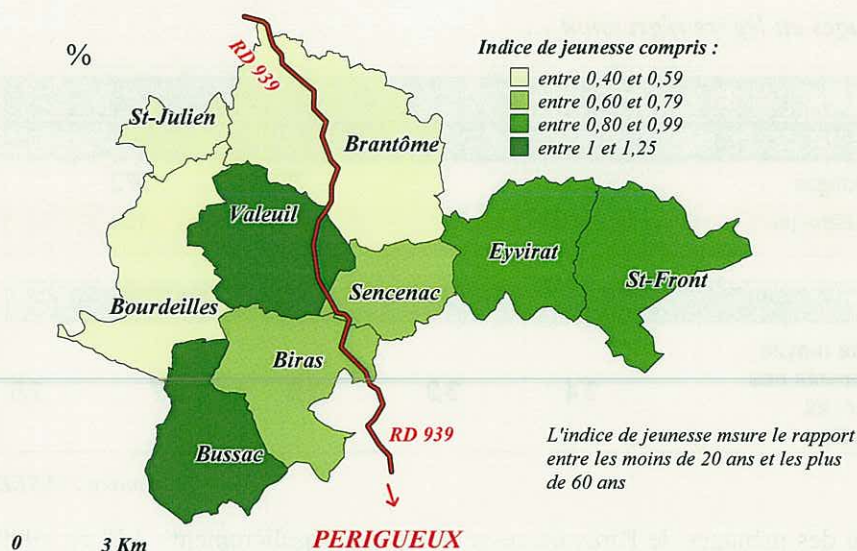 %
RD 939
St-Julien
Brantôme
Valeuil
Eyvirat
St-Front
Sencenac
Bourdeilles
Biras
Bussac
RD 939
PERIGUEUX
0 3 Km
Indice de jeunesse compris :
entre 0,40 et 0,59
entre 0,60 et 0,79
entre 0,80 et 0,99
entre 1 et 1,25
L'indice de jeunesse msure le rapport
entre les moins de 20 ans et les plus
de 60 ans